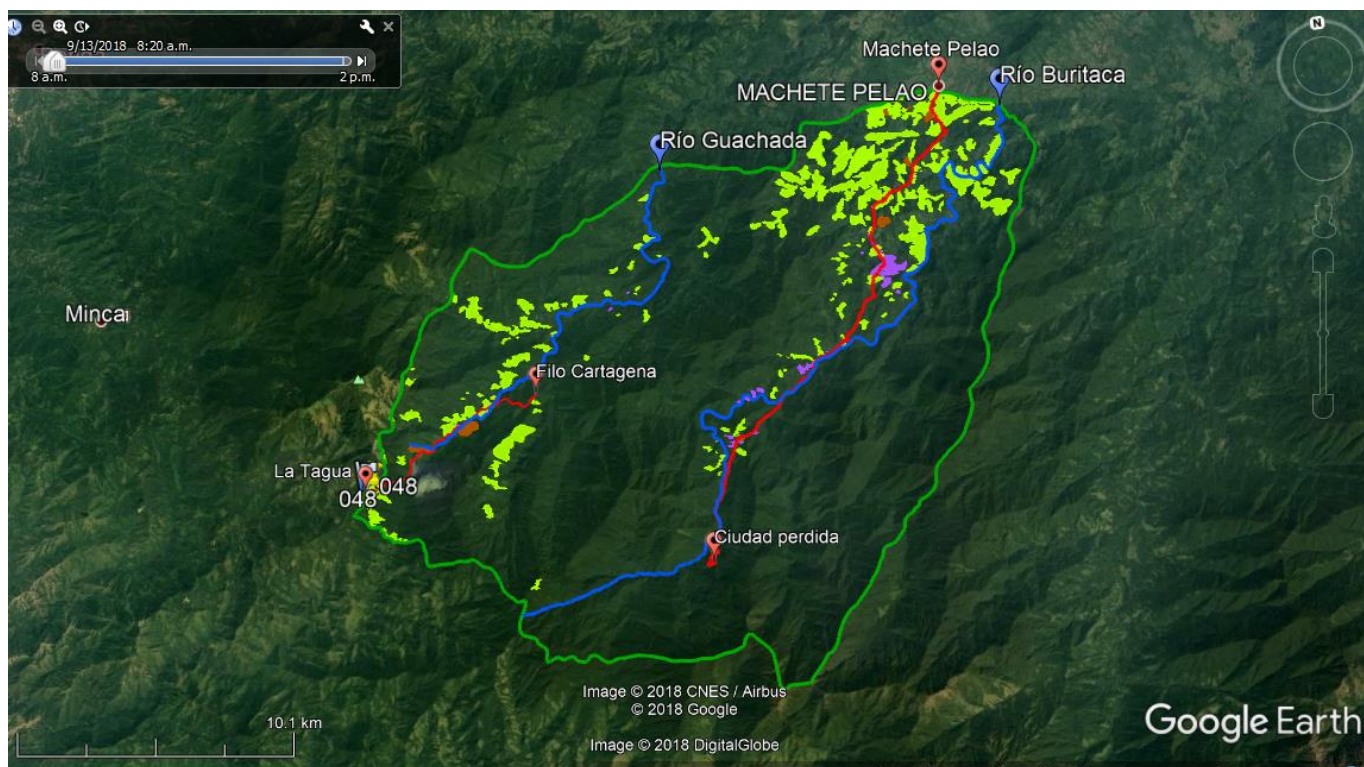 9/13/2018 8:20 a.m.
8 a.m.
2 p.m.
N
Machete Pelao
MACHETE PELAO
Río Buritaca
Río Guachada
Minca
Filo Cartagena
La Tagua
048
048
Ciudad perdida
Image © 2018 CNES / Airbus
© 2018 Google
Image © 2018 DigitalGlobe
10.1 km
Google Earth